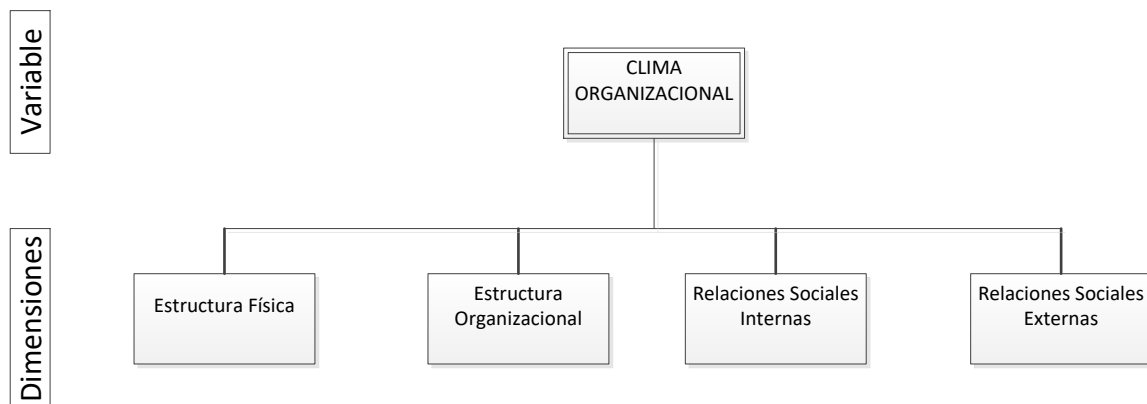 Variable
CLIMA
ORGANIZACIONAL
Dimensiones
Estructura Física
Estructura
Organizacional
Relaciones Sociales
Internas
Relaciones Sociales
Externas